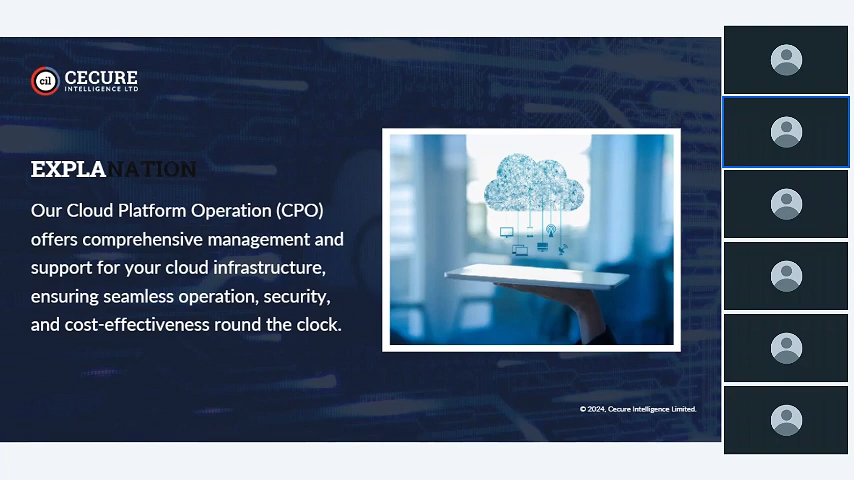 cil CECURE
INTELLIGENCE LTD
EXPLANATION
Our Cloud Platform Operation (CPO)
offers comprehensive management and
support for your cloud infrastructure,
ensuring seamless operation, security,
and cost-effectiveness round the clock.
© 2024, Cecure Intelligence Limited.